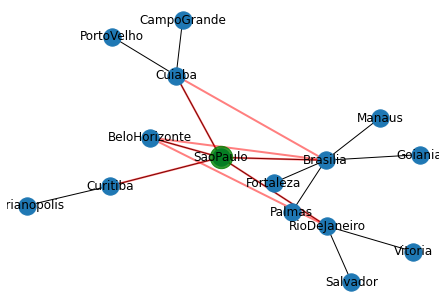 CampoGrande
PortoVelho
Cuiaba
Manaus
BeloHorizonte
SaoPaulo
Brasilia
Goiania
Fortaleza
Curitiba
rianopolis
Palmas
RioDeJaneiro
Vitoria
Salvador